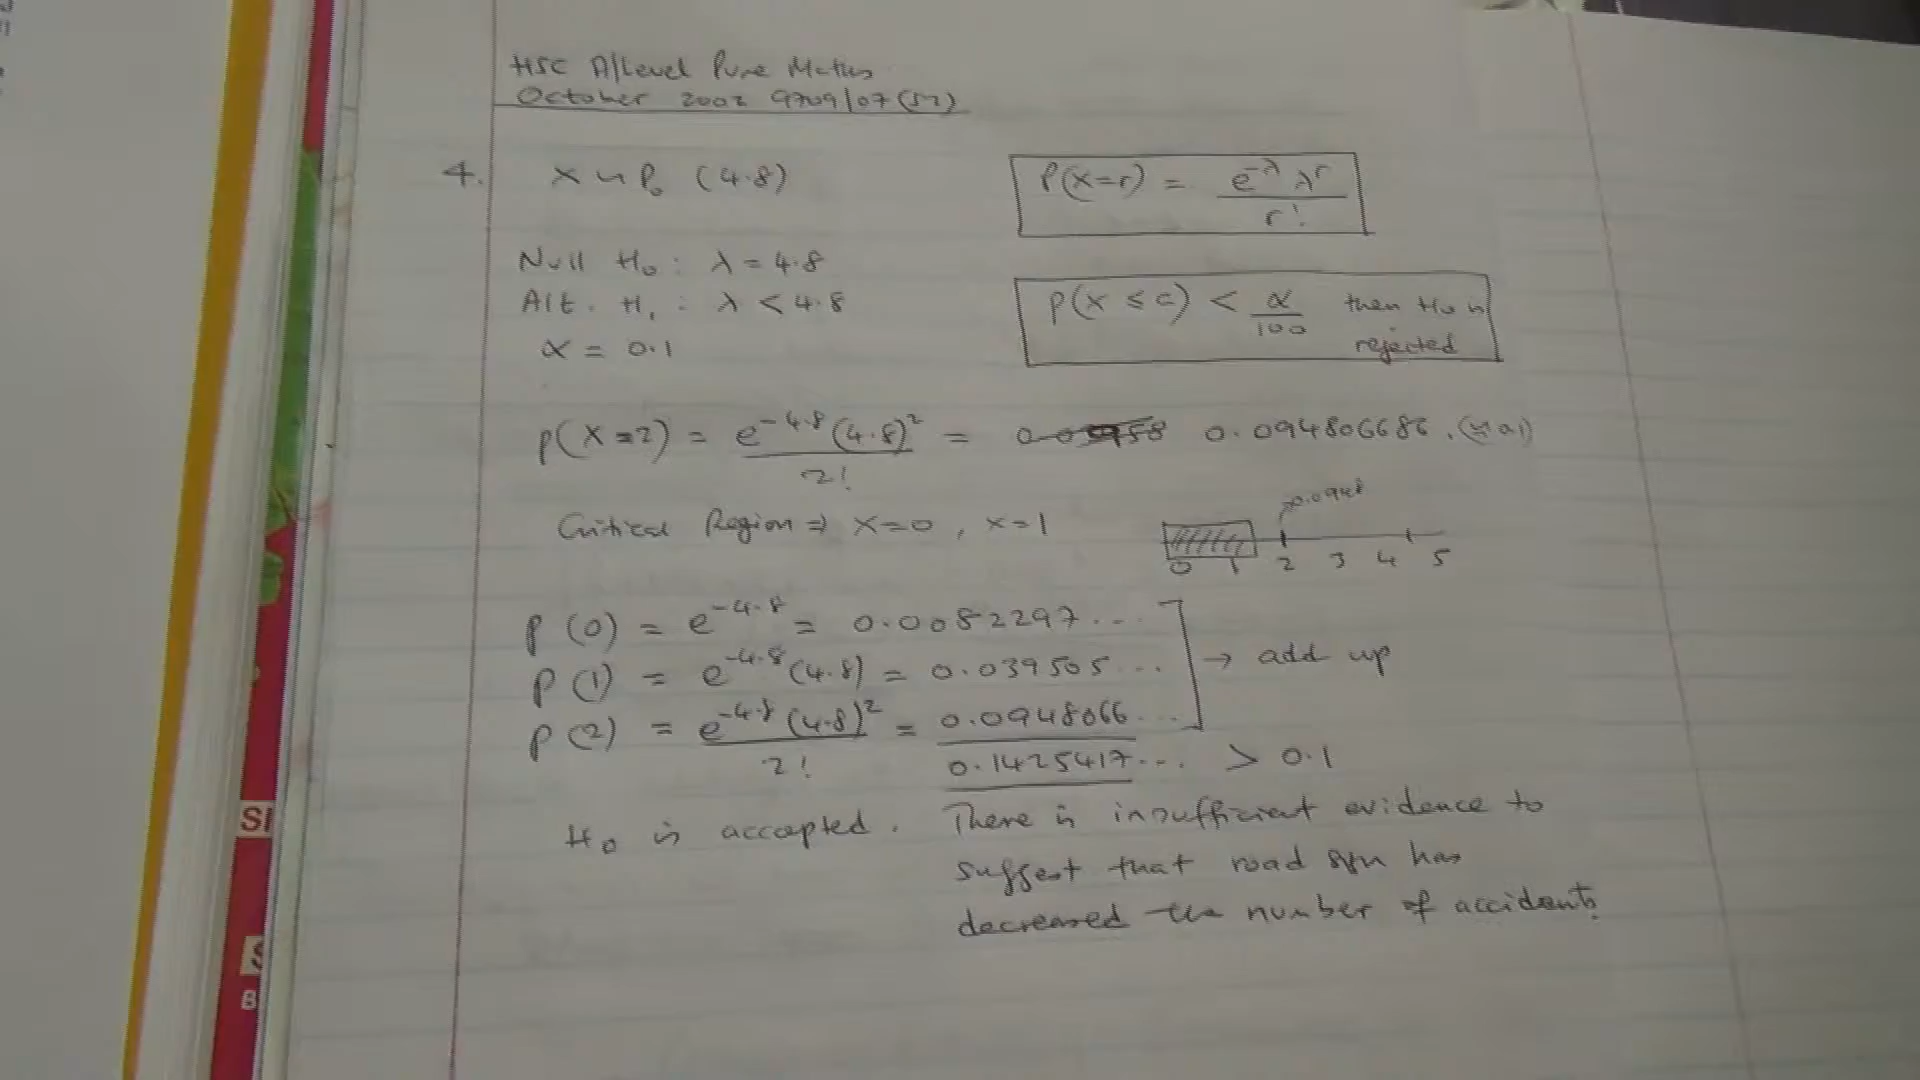 HSC A/Level Pure Maths
October 2002 9709/07 (S2)
4. X ~ Po (4.8)
P(X=r) = e^-λ λ^r / r!
Null H0 : λ = 4.8
Alt. H1 : λ < 4.8
α = 0.1
P(X ≤ c) < α/100 then H0 is
rejected
P(X=2) = e^-4.8 (4.8)^2 / 2! = 0.094806686.
Critical Region ⇒ X=0 , X=1
0.0948
0 1 2 3 4 5
P(0) = e^-4.8 = 0.0082297...
P(1) = e^-4.8 (4.8) = 0.039505...
→ add up
P(2) = e^-4.8 (4.8)^2 / 2! = 0.0948066...
0.1425417... > 0.1
H0 is accepted. There is insufficient evidence to
suggest that road sign has
decreased the number of accidents.
SI
S
B